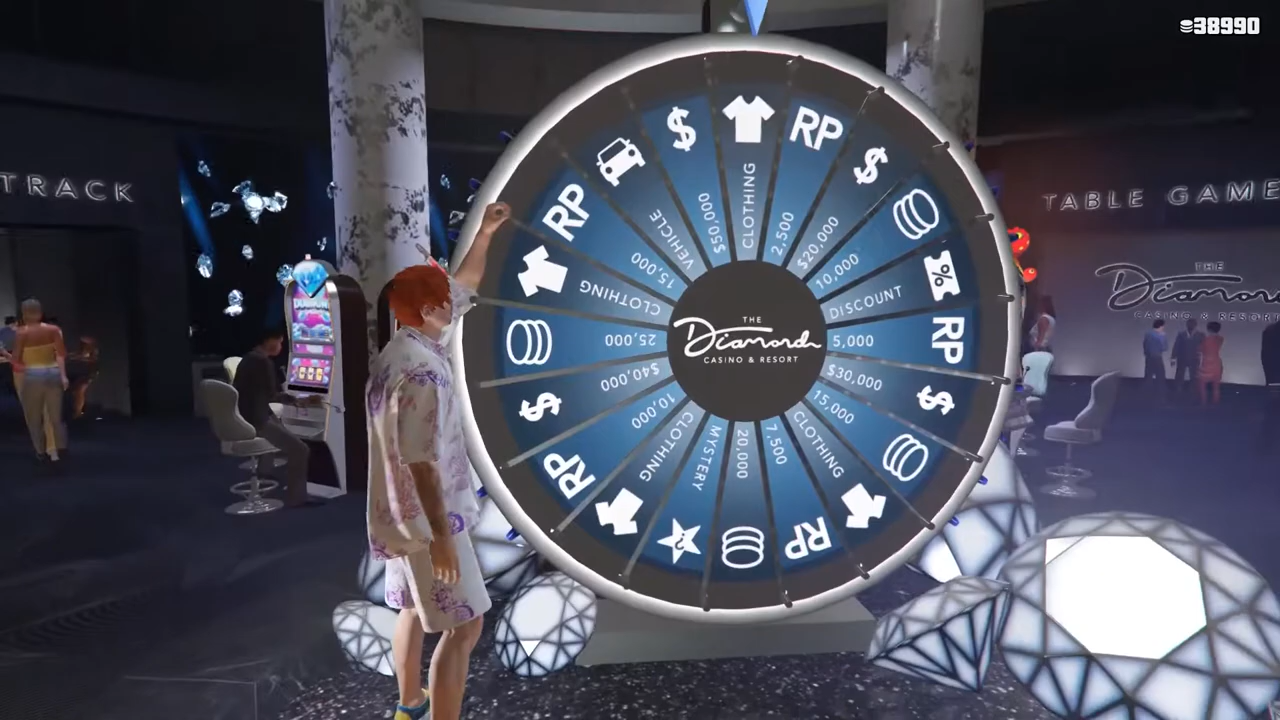 38990
TRACK
TABLE GAME
THE
Diamond
CASINO & RESORT
$
CLOTHING
RP
2,500
$
$20,000
10,000
%
DISCOUNT
RP
5,000
$
$30,000
15,000
CLOTHING
RP
7,500
20,000
?
MYSTERY
CLOTHING
RP
10,000
$
$40,000
25,000
CLOTHING
RP
15,000
VEHICLE
$50,000
THE
Diamond
CASINO & RESORT